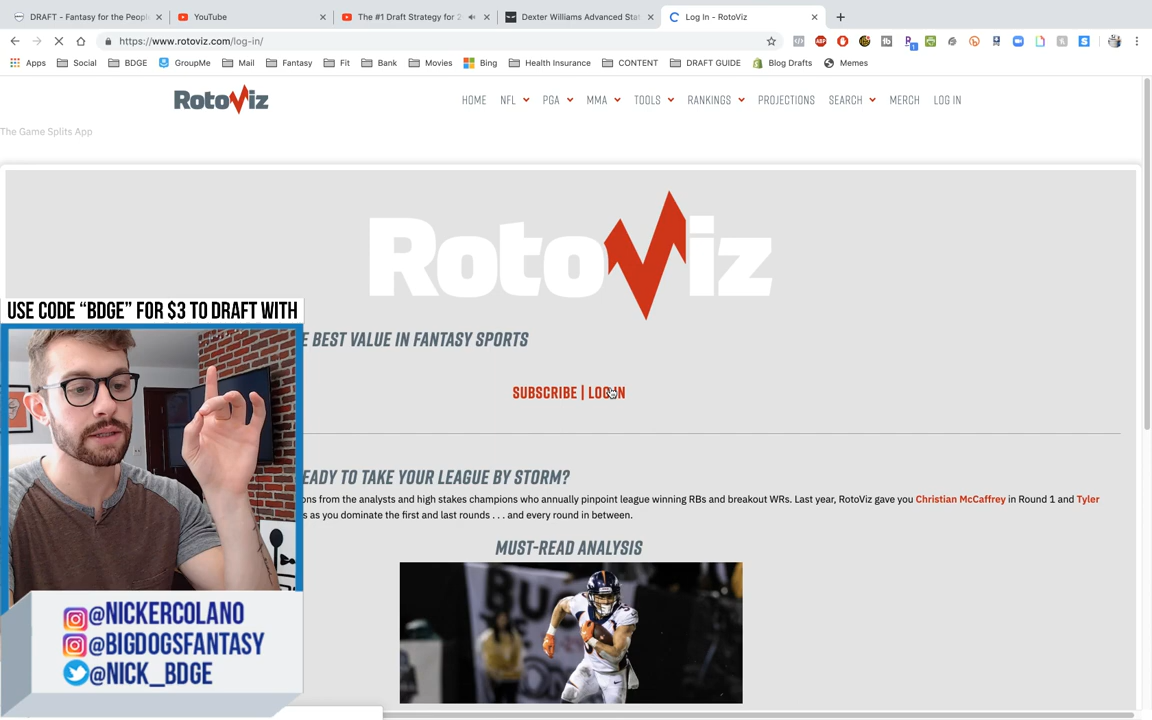 DRAFT - Fantasy for the Peopl
YouTube
The #1 Draft Strategy for 2
Dexter Williams Advanced Sta
Log In - RotoViz
https://www.rotoviz.com/log-in/
Apps
Social
BDGE
GroupMe
Mail
Fantasy
Fit
Bank
Movies
Bing
Health Insurance
CONTENT
DRAFT GUIDE
Blog Drafts
Memes
RotoViz
HOME
NFL
PGA
MMA
TOOLS
RANKINGS
PROJECTIONS
SEARCH
MERCH
LOG IN
The Game Splits App
RotoViz
USE CODE “BDGE” FOR $3 TO DRAFT WITH
E BEST VALUE IN FANTASY SPORTS
SUBSCRIBE | LOG IN
EADY TO TAKE YOUR LEAGUE BY STORM?
ons from the analysts and high stakes champions who annually pinpoint league winning RBs and breakout WRs. Last year, RotoViz gave you Christian McCaffrey in Round 1 and Tyler
s as you dominate the first and last rounds . . . and every round in between.
MUST-READ ANALYSIS
@NICKERCOLANO
@BIGDOGSFANTASY
@NICK_BDGE